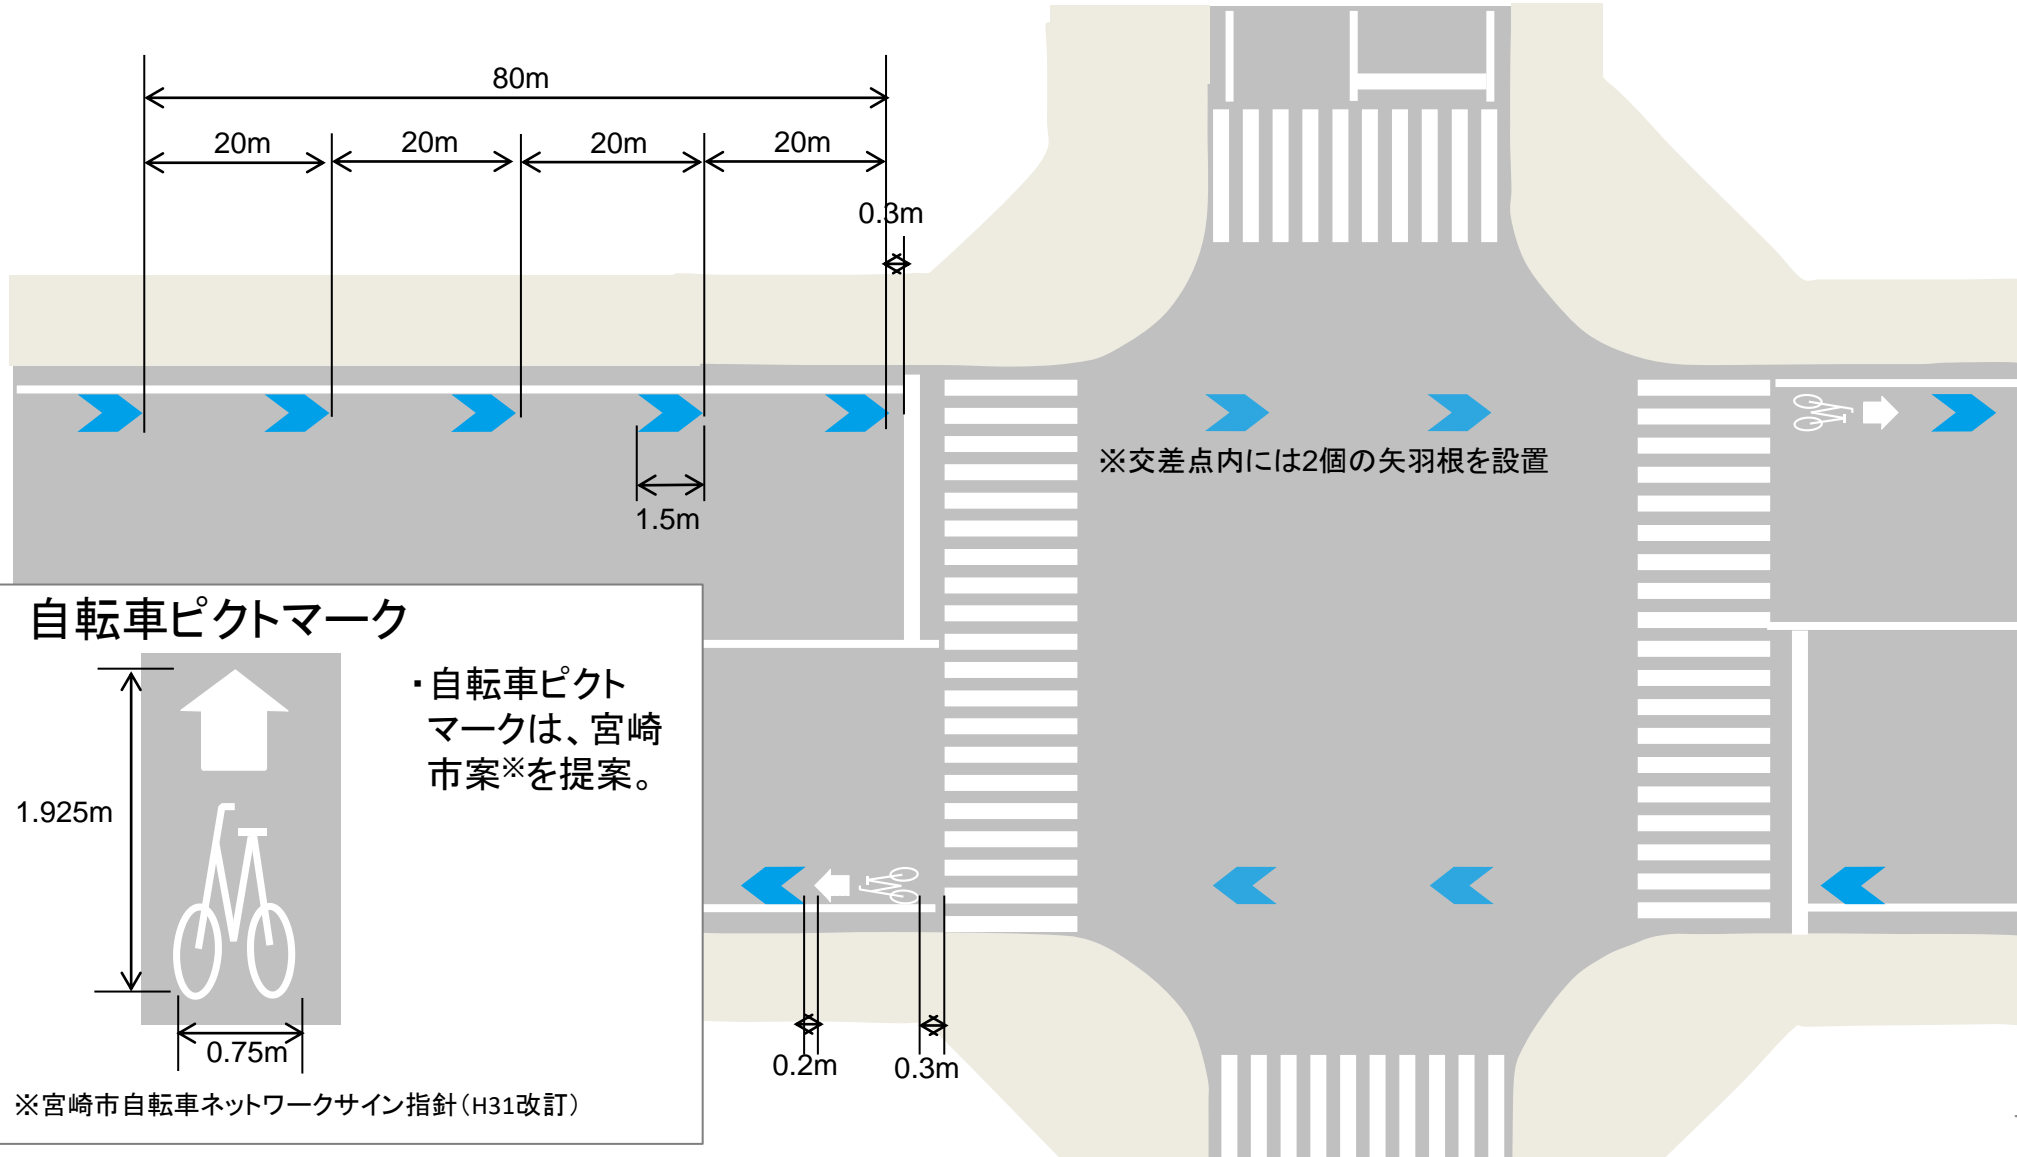 80m
20m
20m
20m
20m
0.3m
1.5m
※交差点内には2個の矢羽根を設置
自転車ピクトマーク
・自転車ピクト
マークは、宮崎
市案※を提案。
1.925m
0.75m
※宮崎市自転車ネットワークサイン指針（H31改訂）
0.2m
0.3m